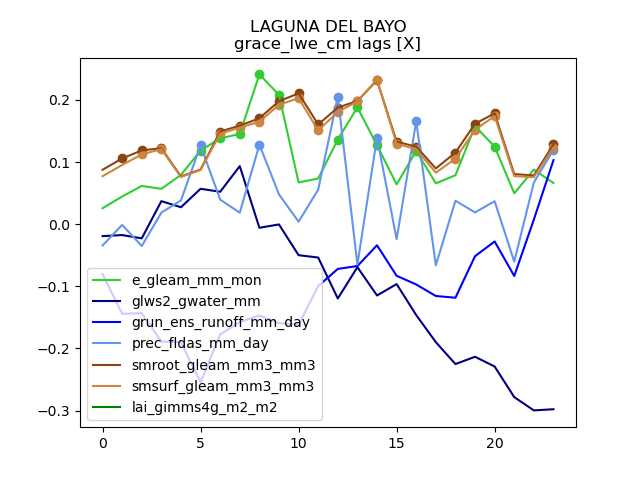 LAGUNA DEL BAYO
grace_lwe_cm lags [X]
0.2
0.1
0.0
−0.1
−0.2
−0.3
e_gleam_mm_mon
glws2_gwater_mm
grun_ens_runoff_mm_day
prec_fldas_mm_day
smroot_gleam_mm3_mm3
smsurf_gleam_mm3_mm3
lai_gimms4g_m2_m2
0 5 10 15 20